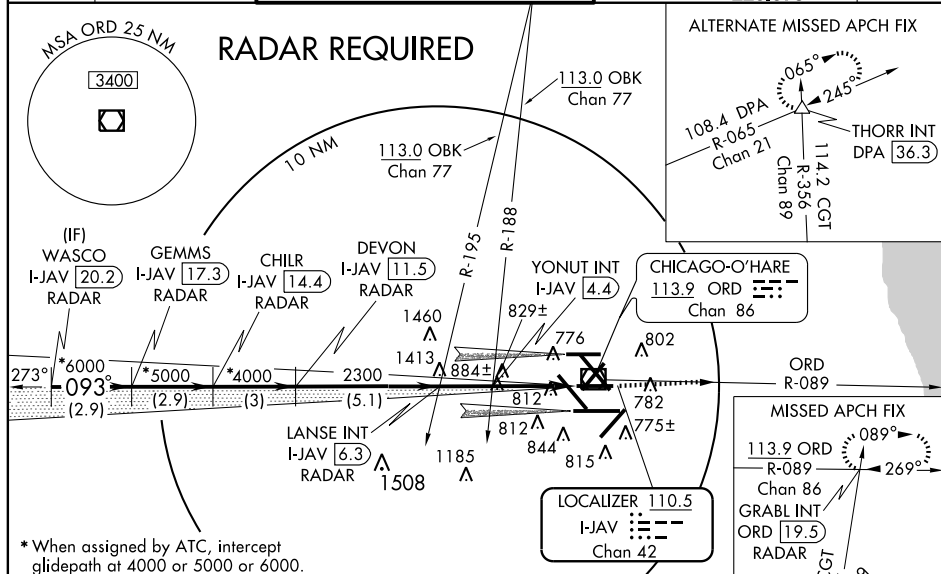 MSA ORD 25 NM
3400
RADAR REQUIRED
113.0 OBK
Chan 77
113.0 OBK
Chan 77
10 NM
R-195
R-188
ALTERNATE MISSED APCH FIX
065°
245°
108.4 DPA
R-065
Chan 21
114.2 CGT
R-356
Chan 89
THORR INT
DPA 36.3
(IF)
WASCO
I-JAV 20.2
RADAR
GEMMS
I-JAV 17.3
RADAR
CHILR
I-JAV 14.4
RADAR
DEVON
I-JAV 11.5
RADAR
YONUT INT
I-JAV 4.4
CHICAGO-O'HARE
113.9 ORD
Chan 86
1460
1413
829±
884±
776
802
273°
*6000
093°
*5000
*4000
2300
(2.9)
(2.9)
(3)
(5.1)
812
782
775±
812
844
815
ORD
R-089
LANSE INT
I-JAV 6.3
RADAR
1508
1185
LOCALIZER 110.5
I-JAV
Chan 42
MISSED APCH FIX
113.9 ORD
R-089
Chan 86
089°
269°
GRABL INT
ORD 19.5
RADAR
CGT
* When assigned by ATC, intercept
glidepath at 4000 or 5000 or 6000.